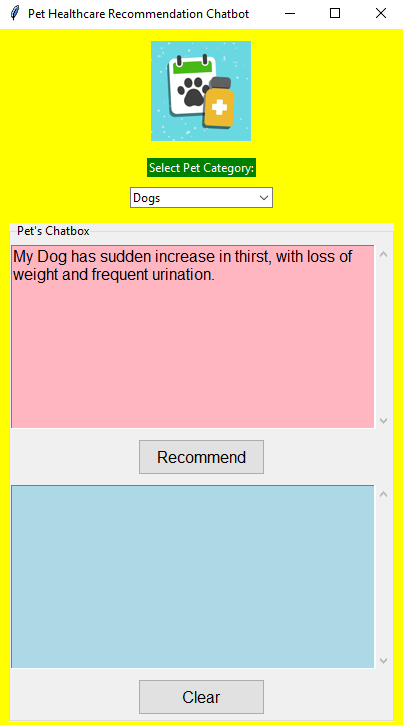 Pet Healthcare Recommendation Chatbot
Select Pet Category:
Dogs
Pet's Chatbox
My Dog has sudden increase in thirst, with loss of
weight and frequent urination.
Recommend
Clear